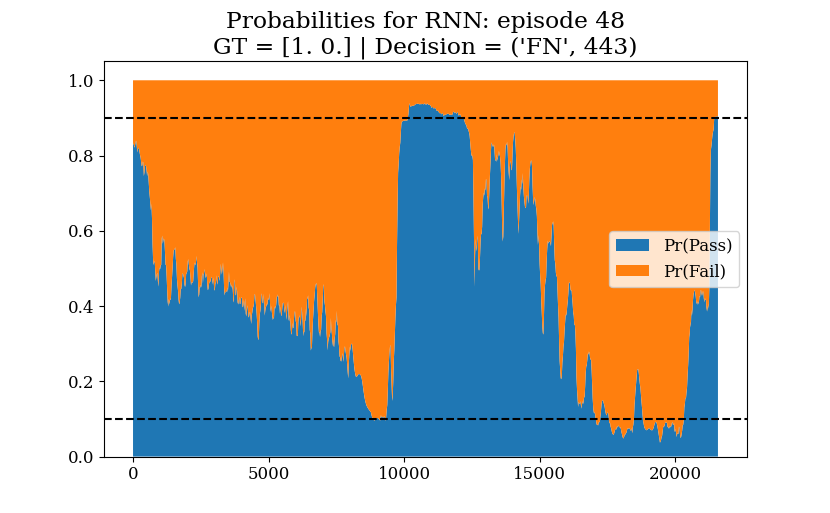 Probabilities for RNN: episode 48
GT = [1. 0.] | Decision = ('FN', 443)
1.0
0.8
0.6
0.4
0.2
0.0
Pr(Pass)
Pr(Fail)
0
5000
10000
15000
20000